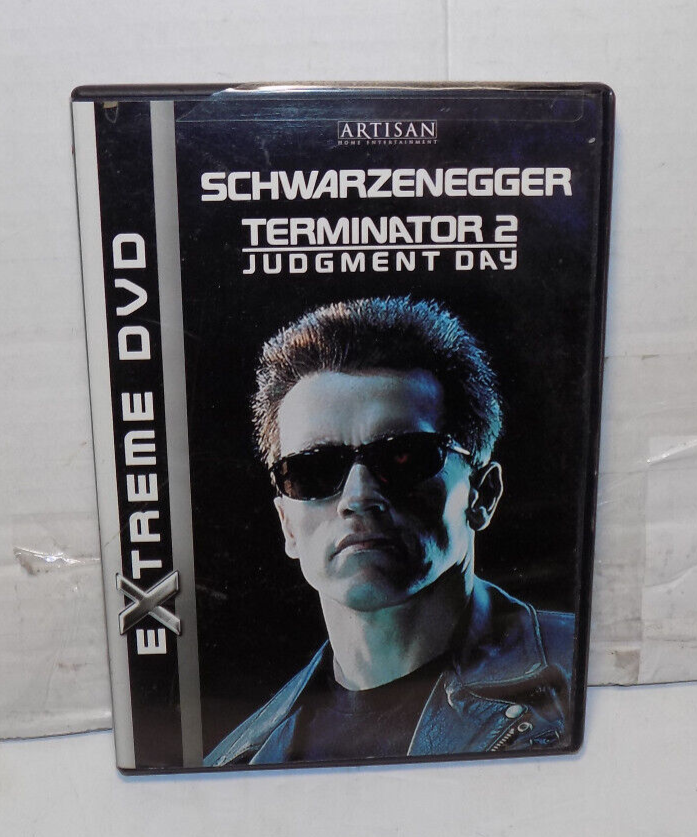 ARTISAN
HOME ENTERTAINMENT
SCHWARZENEGGER
TERMINATOR 2
JUDGMENT DAY
EXTREME DVD